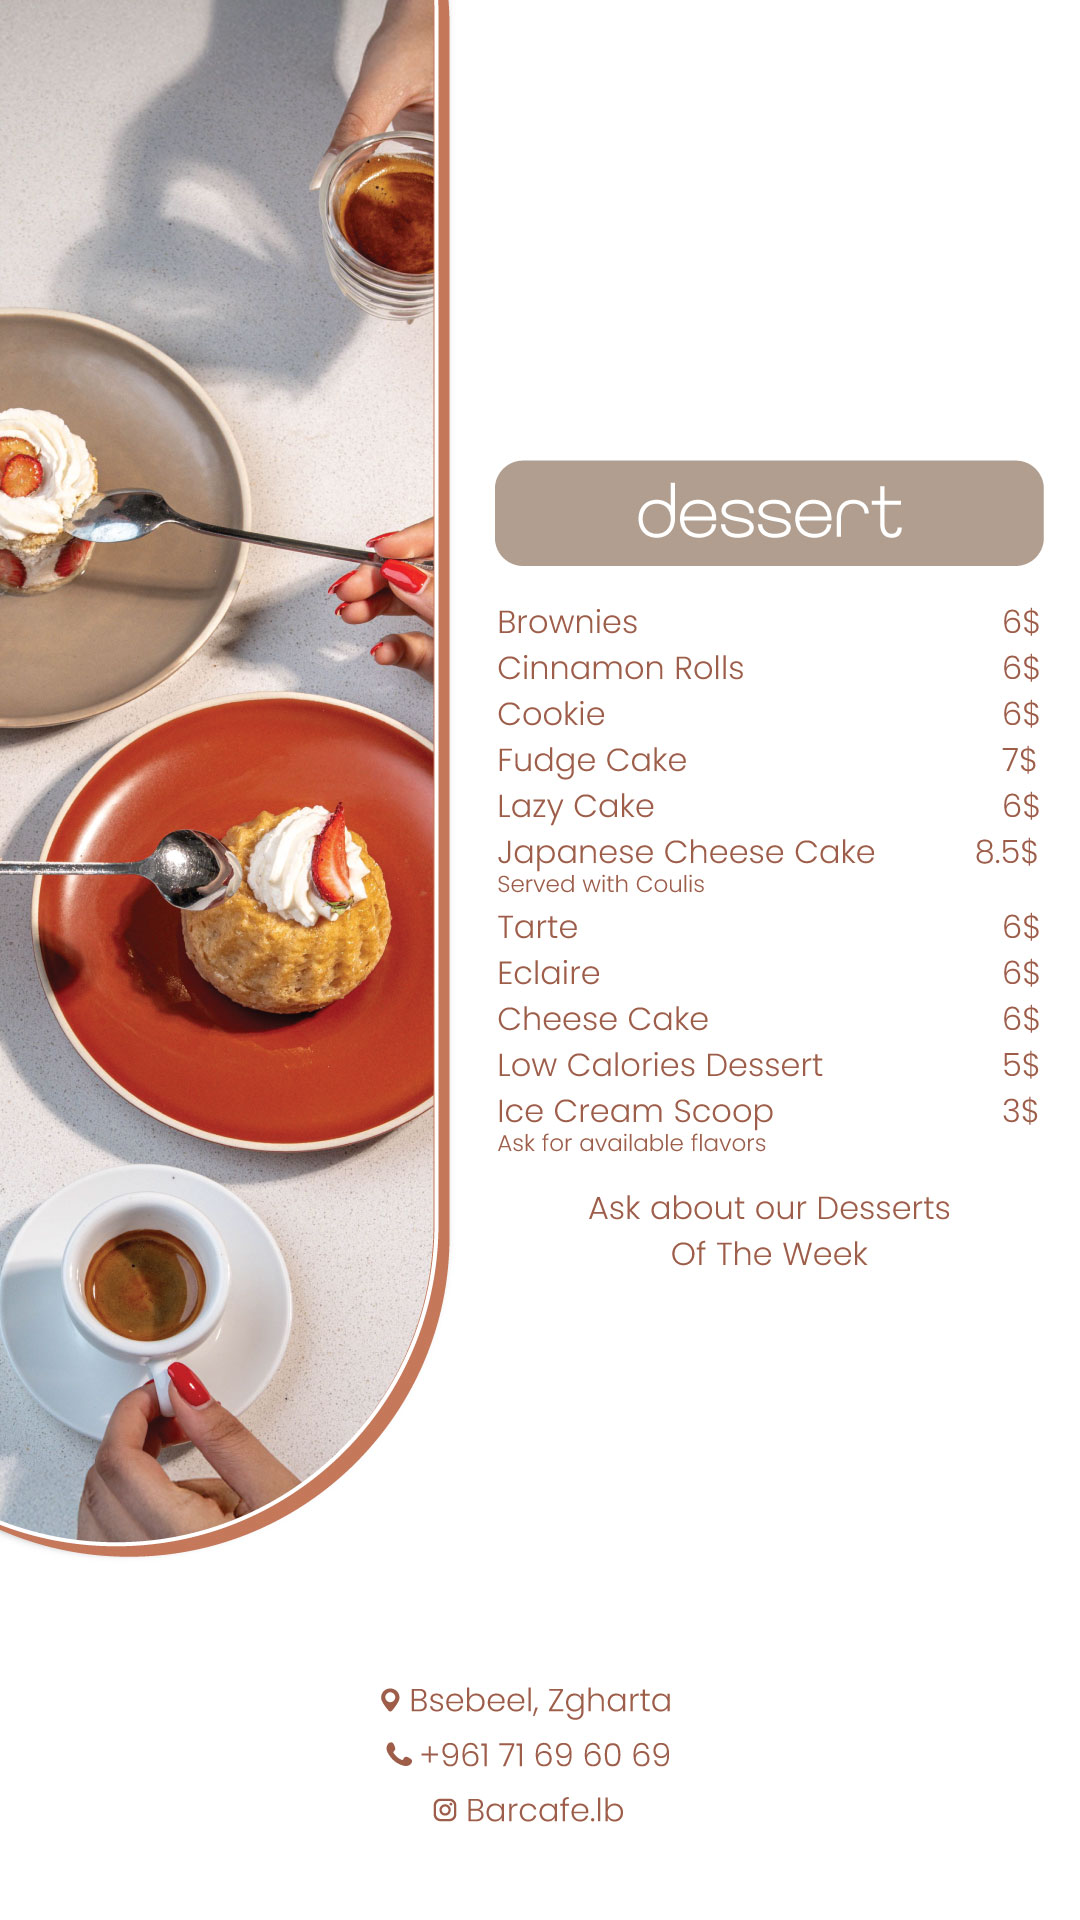 dessert
Brownies 6$
Cinnamon Rolls 6$
Cookie 6$
Fudge Cake 7$
Lazy Cake 6$
Japanese Cheese Cake 8.5$
Served with Coulis
Tarte 6$
Eclaire 6$
Cheese Cake 6$
Low Calories Dessert 5$
Ice Cream Scoop 3$
Ask for available flavors
Ask about our Desserts
Of The Week
Bsebeel, Zgharta
+961 71 69 60 69
Barcafe.lb